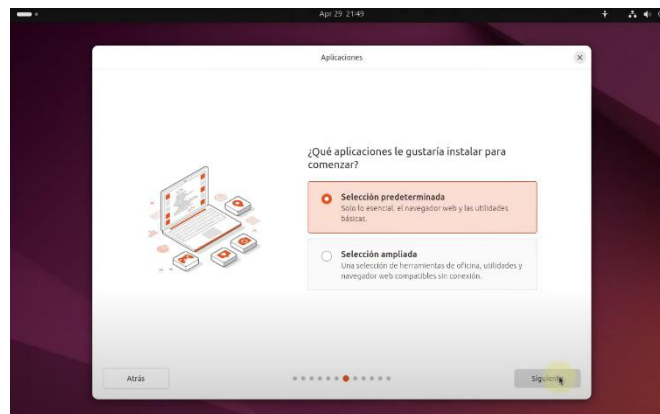 Apr 29 21:49
Aplicaciones
¿Qué aplicaciones le gustaría instalar para
comenzar?
Selección predeterminada
Solo lo esencial, el navegador web y las utilidades
básicas.
Selección ampliada
Una selección de herramientas de oficina, utilidades y
navegador web compatibles sin conexión.
Atrás
Siguiente